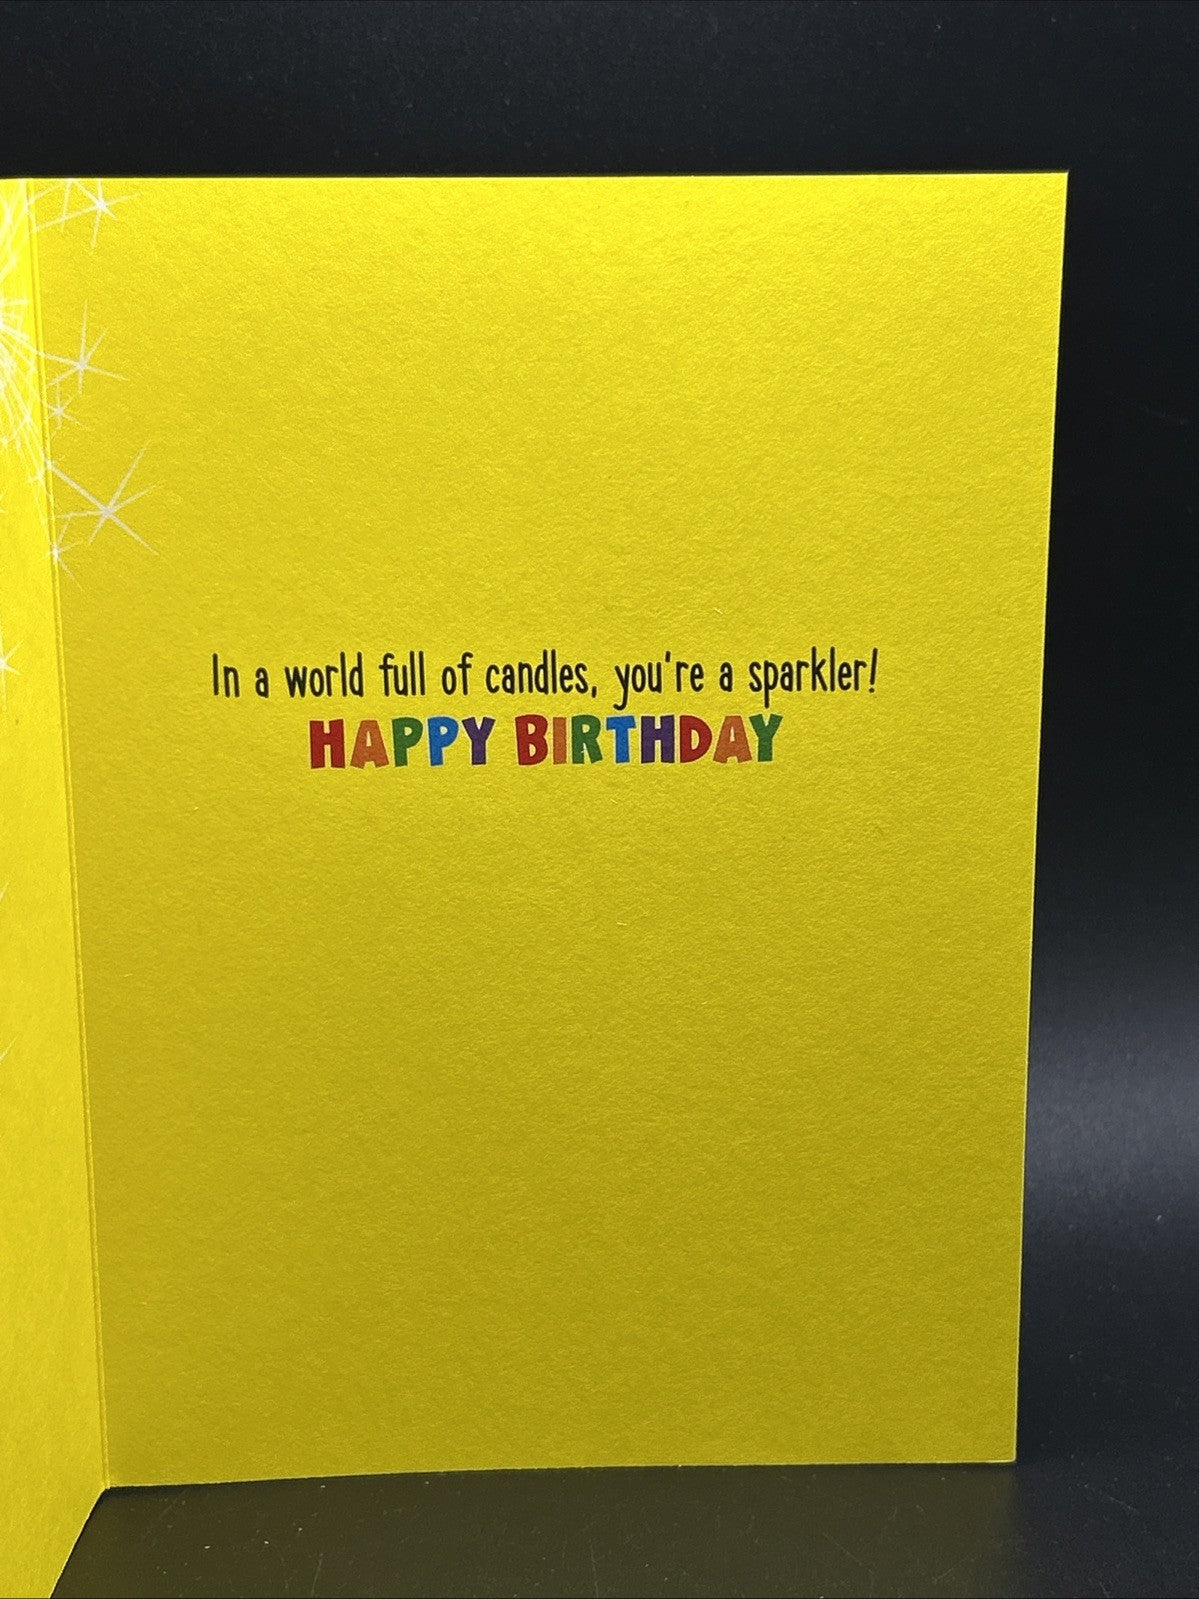 In a world full of candles, you're a sparkler!
HAPPY BIRTHDAY